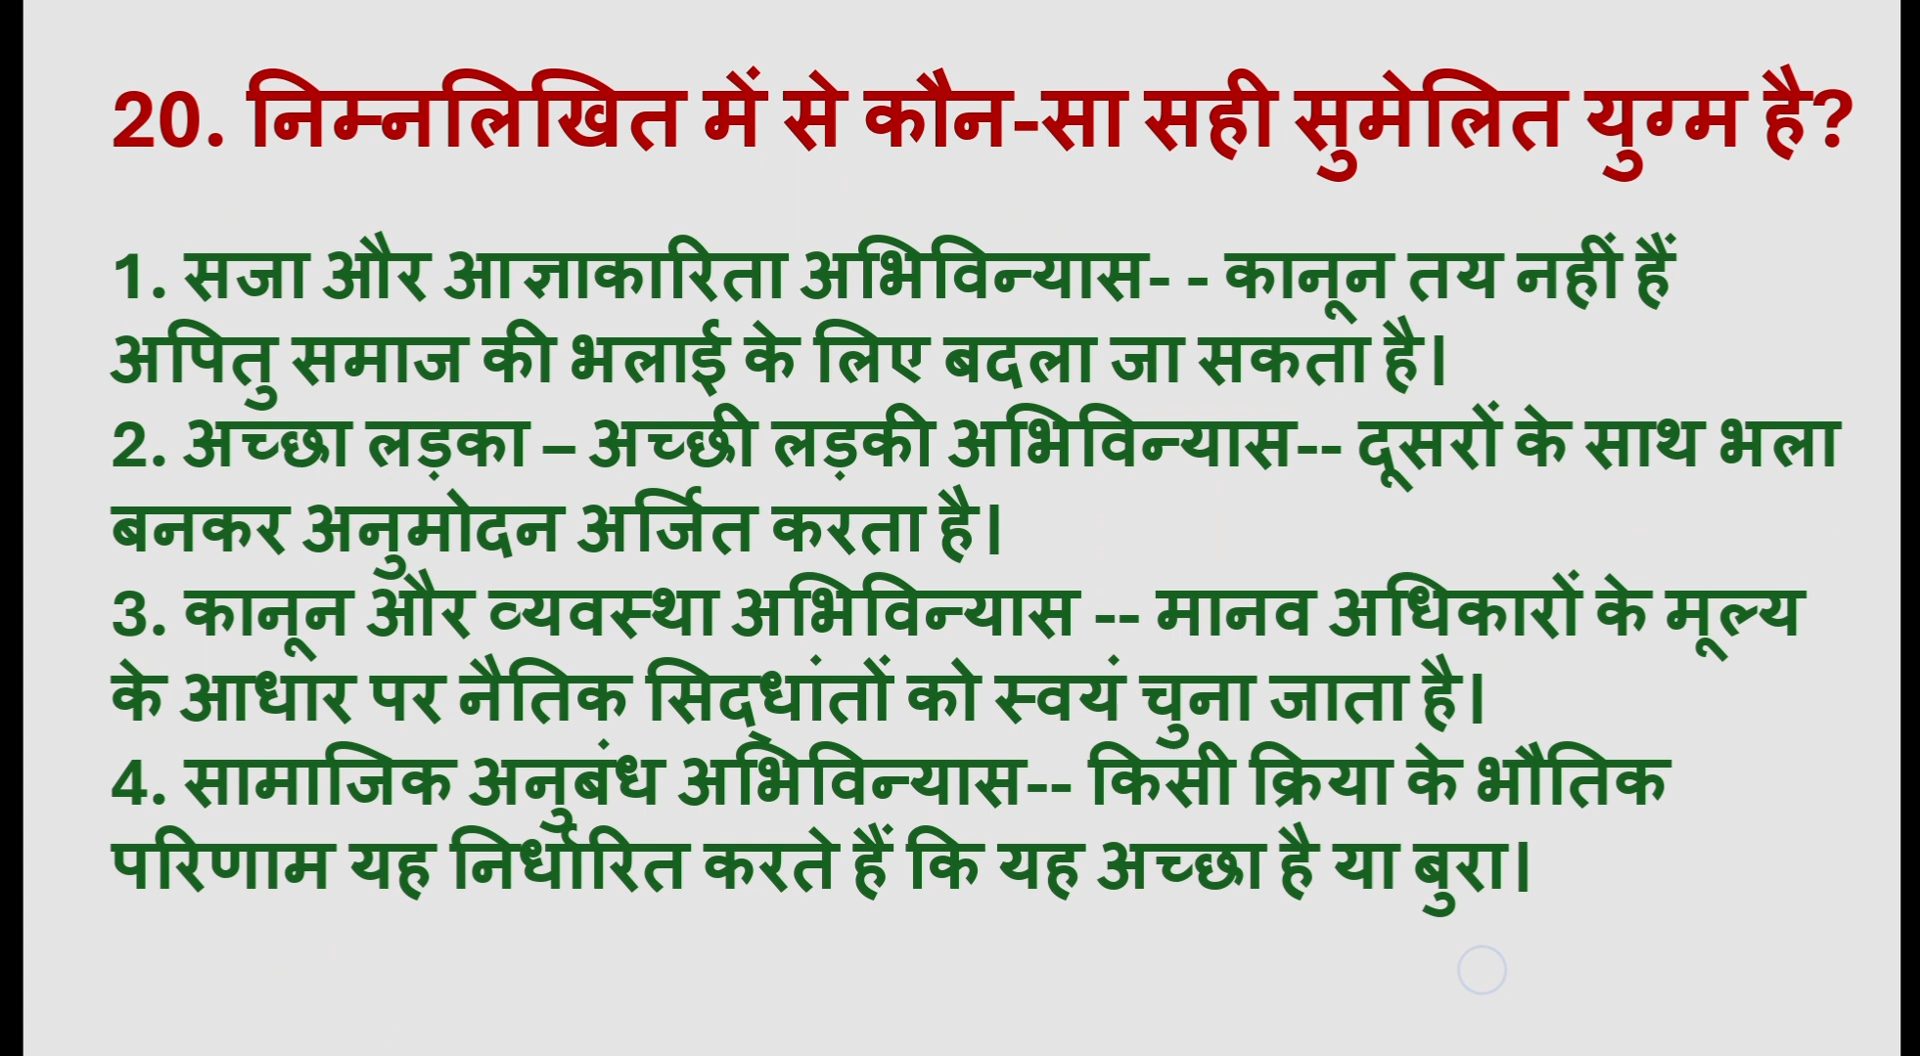 20. निम्नलिखित में से कौन-सा सही सुमेलित युग्म है?
1. सजा और आज्ञाकारिता अभिविन्यास- - कानून तय नहीं हैं
अपितु समाज की भलाई के लिए बदला जा सकता है।
2. अच्छा लड़का – अच्छी लड़की अभिविन्यास-- दूसरों के साथ भला
बनकर अनुमोदन अर्जित करता है।
3. कानून और व्यवस्था अभिविन्यास -- मानव अधिकारों के मूल्य
के आधार पर नैतिक सिद्धांतों को स्वयं चुना जाता है।
4. सामाजिक अनुबंध अभिविन्यास-- किसी क्रिया के भौतिक
परिणाम यह निर्धारित करते हैं कि यह अच्छा है या बुरा।